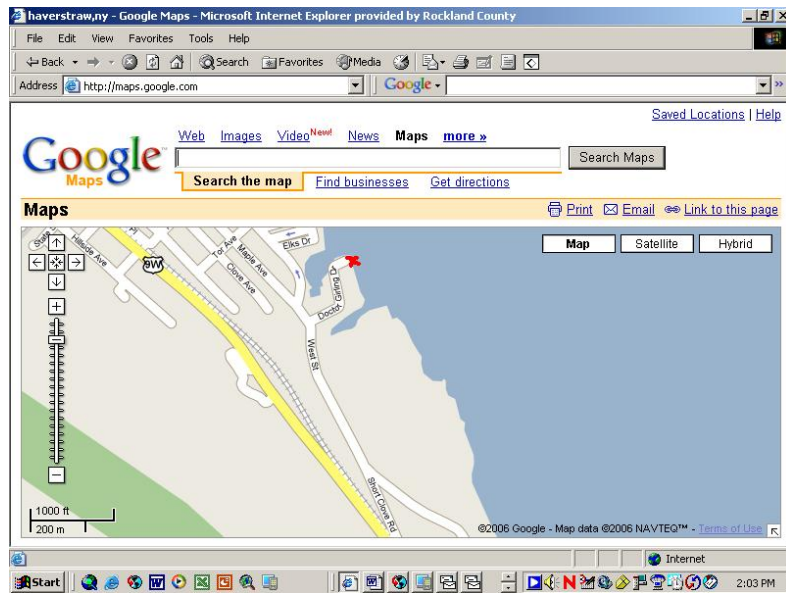 haverstraw,ny - Google Maps - Microsoft Internet Explorer provided by Rockland County
File Edit View Favorites Tools Help
Back Search Favorites Media
Address http://maps.google.com Google
Saved Locations | Help
Web Images Video New! News Maps more »
Google Maps
Search Maps
Search the map Find businesses Get directions
Maps Print Email Link to this page
Map Satellite Hybrid
State
Hillside Ave
Pl
9W
Tor Ave
Maple Ave
Clove Ave
Elks Dr
Doctor Girling
West St
Short Clove Rd
1000 ft
200 m
©2006 Google - Map data ©2006 NAVTEQ™ - Terms of Use
Internet
Start 2:03 PM